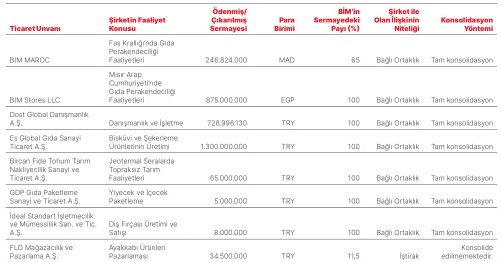 Ticaret Unvanı
Şirketin Faaliyet
Konusu
Ödenmiş/
Çıkarılmış
Sermayesi
Para
Birimi
BİM'in
Sermayedeki
Payı (%)
Şirket ile
Olan İlişkinin
Niteliği
Konsolidasyon
Yöntemi
BIM MAROC
Fas Krallığı'nda Gıda
Perakendeciliği
Faaliyetleri
246.824.000
MAD
65
Bağlı Ortaklık
Tam konsolidasyon
BIM Stores LLC
Mısır Arap
Cumhuriyeti'nde
Gıda Perakendeciliği
Faaliyetleri
875.000.000
EGP
100
Bağlı Ortaklık
Tam konsolidasyon
Dost Global Danışmanlık
A.Ş.
Danışmanlık ve İşletme
728.996.130
TRY
100
Bağlı Ortaklık
Tam konsolidasyon
Es Global Gıda Sanayi
Ticaret A.Ş.
Bisküvi ve Şekerleme
Ürünlerinin Üretimi
1.300.000.000
TRY
100
Bağlı Ortaklık
Tam konsolidasyon
Bircan Fide Tohum Tarım
Nakliyecilik Sanayi ve
Ticaret A.Ş.
Jeotermal Seralarda
Topraksız Tarım
Faaliyetleri
65.000.000
TRY
100
Bağlı Ortaklık
Tam konsolidasyon
GDP Gıda Paketleme
Sanayi ve Ticaret A.Ş.
Yiyecek ve İçecek
Paketleme
5.000.000
TRY
100
Bağlı Ortaklık
Tam konsolidasyon
İdeal Standart İşletmecilik
ve Mümessillik San. ve Tic.
A.Ş.
Diş Fırçası Üretimi ve
Satışı
8.000.000
TRY
100
Bağlı Ortaklık
Tam konsolidasyon
FLO Mağazacılık ve
Pazarlama A.Ş.
Ayakkabı Ürünleri
Pazarlaması
34.500.000
TRY
11,5
İştirak
Konsolide
edilmemektedir.